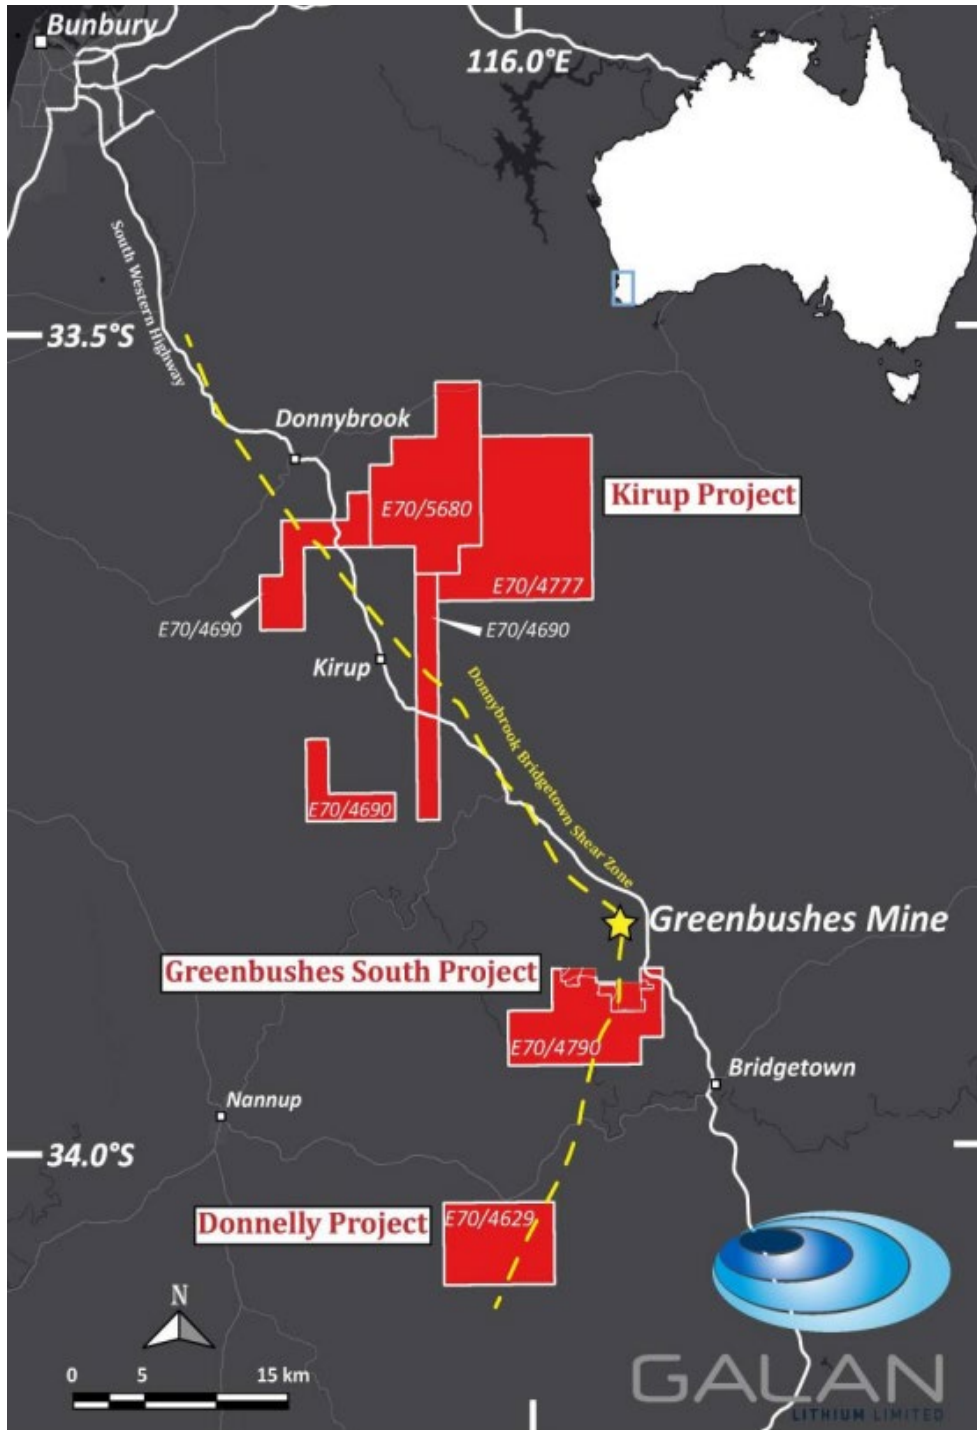 Bunbury
116.0°E
South Western Highway
33.5°S
Donnybrook
E70/5680
Kirup Project
E70/4777
E70/4690
E70/4690
Kirup
Donnybrook Bridgetown Shear Zone
E70/4690
Greenbushes Mine
Greenbushes South Project
E70/4790
Bridgetown
Nannup
34.0°S
Donnelly Project
E70/4629
N
0 5 15 km
GALAN
LITHIUM LIMITED